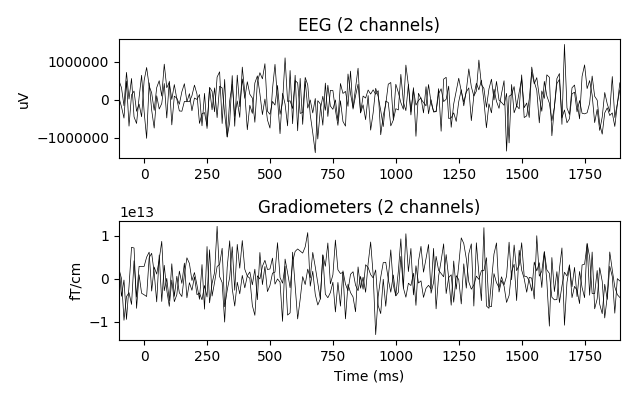 EEG (2 channels)
1000000
0
−1000000
uV
0 250 500 750 1000 1250 1500 1750
1e13
Gradiometers (2 channels)
1
0
−1
fT/cm
0 250 500 750 1000 1250 1500 1750
Time (ms)